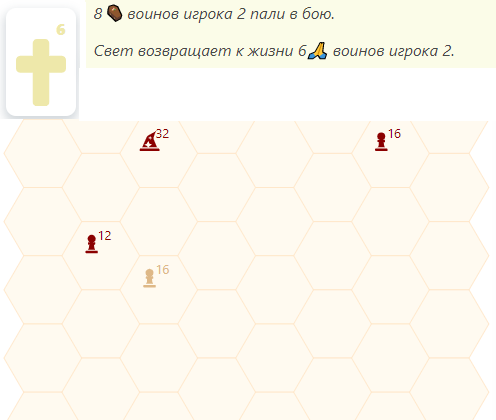 8 воинов игрока 2 пали в бою.
6
Свет возвращает к жизни 6 воинов игрока 2.
32
16
12
16